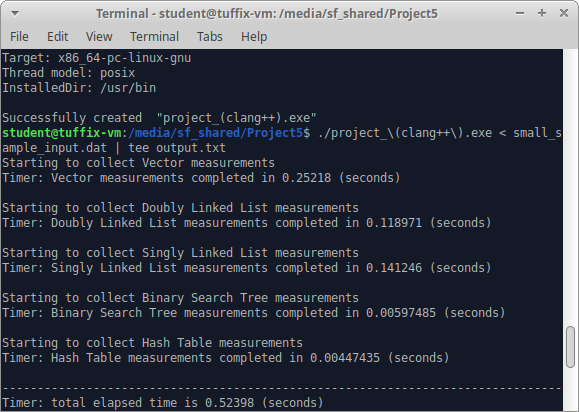 Terminal - student@tuffix-vm: /media/sf_shared/Project5
File Edit View Terminal Tabs Help
Target: x86_64-pc-linux-gnu
Thread model: posix
InstalledDir: /usr/bin
Successfully created  "project_(clang++).exe"
student@tuffix-vm:/media/sf_shared/Project5$ ./project_\(clang++\).exe < small_s
ample_input.dat | tee output.txt
Starting to collect Vector measurements
Timer: Vector measurements completed in 0.25218 (seconds)
Starting to collect Doubly Linked List measurements
Timer: Doubly Linked List measurements completed in 0.118971 (seconds)
Starting to collect Singly Linked List measurements
Timer: Singly Linked List measurements completed in 0.141246 (seconds)
Starting to collect Binary Search Tree measurements
Timer: Binary Search Tree measurements completed in 0.00597485 (seconds)
Starting to collect Hash Table measurements
Timer: Hash Table measurements completed in 0.00447435 (seconds)
--------------------------------------------------------------------------------
Timer: total elapsed time is 0.52398 (seconds)